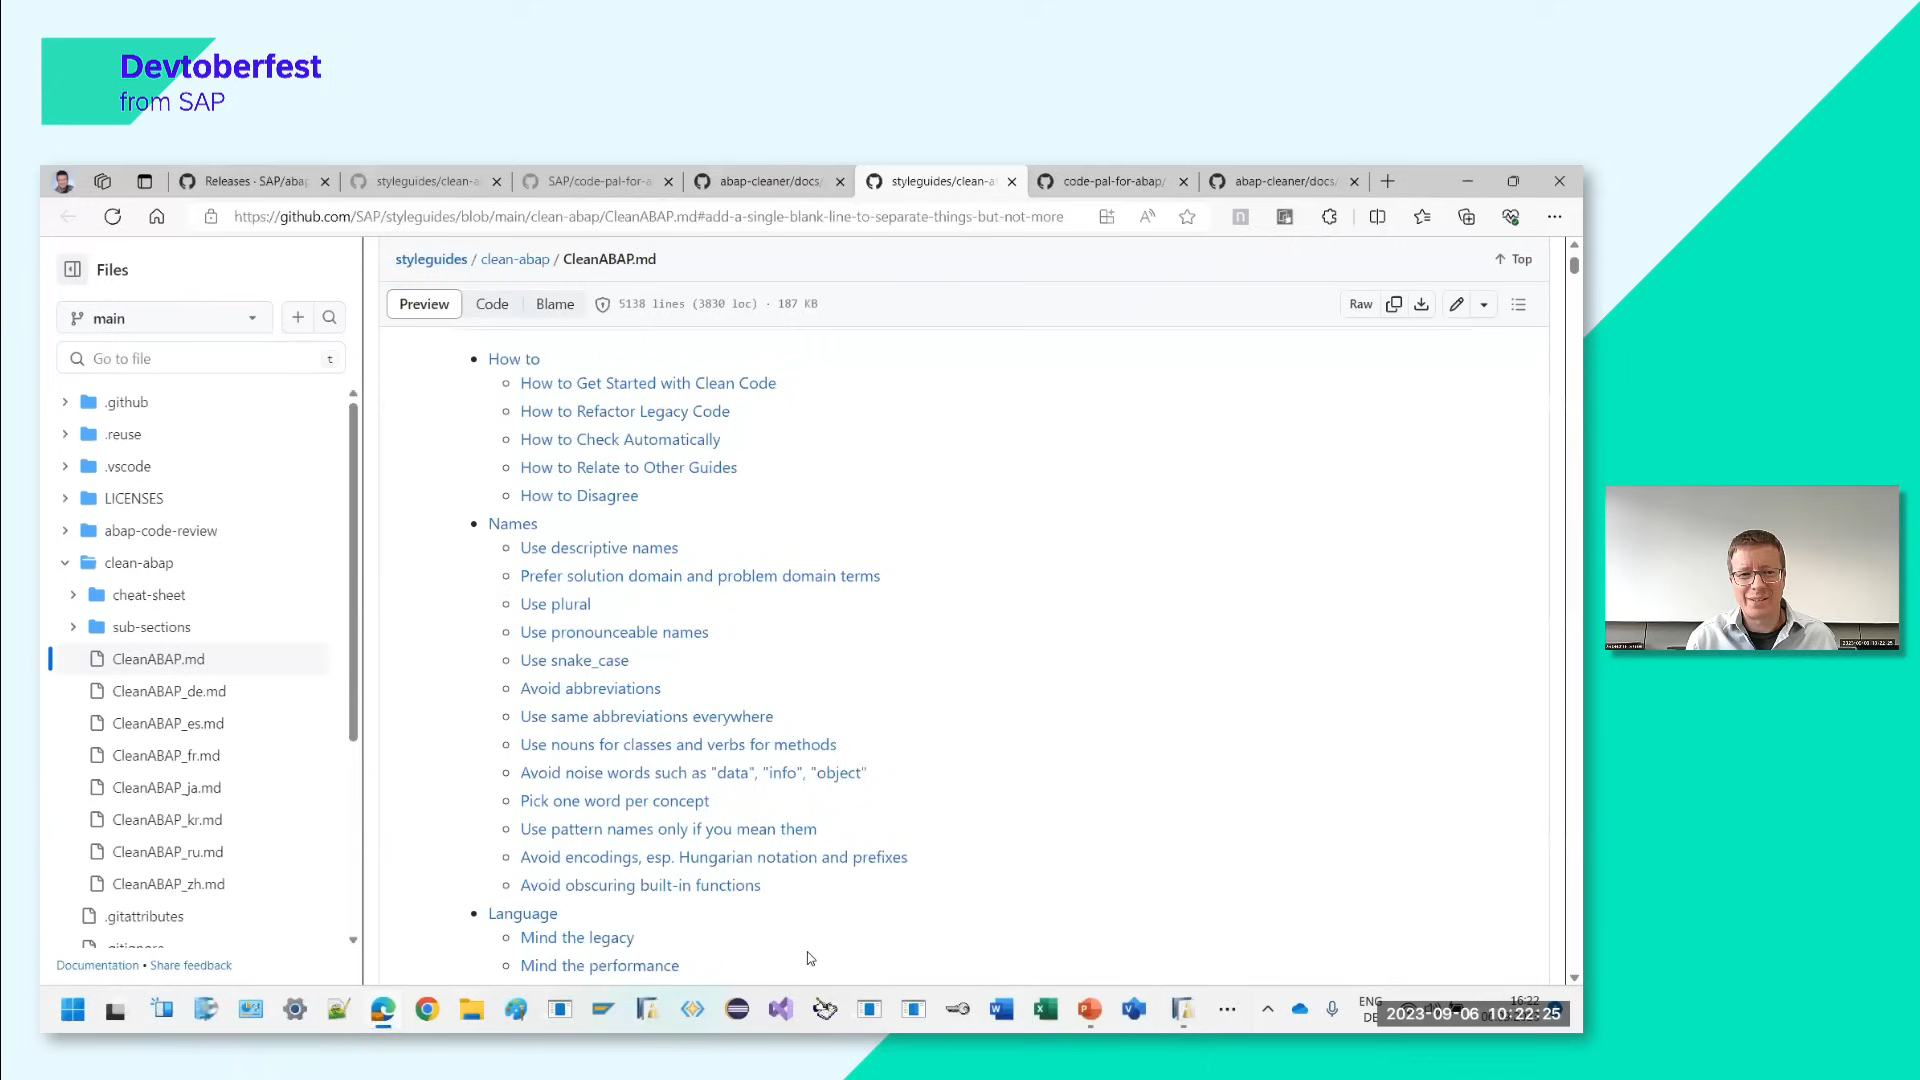 Devtoberfest
from SAP
Releases · SAP/abap
styleguides/clean-a
SAP/code-pal-for-a
abap-cleaner/docs/
styleguides/clean-a
code-pal-for-abap/
abap-cleaner/docs
https://github.com/SAP/styleguides/blob/main/clean-abap/CleanABAP.md#add-a-single-blank-line-to-separate-things-but-not-more
Files
styleguides / clean-abap / CleanABAP.md
Top
main
Preview
Code
Blame
5138 lines (3830 loc) · 187 KB
Raw
Go to file
t
.github
.reuse
.vscode
LICENSES
abap-code-review
clean-abap
cheat-sheet
sub-sections
CleanABAP.md
CleanABAP_de.md
CleanABAP_es.md
CleanABAP_fr.md
CleanABAP_ja.md
CleanABAP_kr.md
CleanABAP_ru.md
CleanABAP_zh.md
.gitattributes
.gitignore
Documentation • Share feedback
How to
How to Get Started with Clean Code
How to Refactor Legacy Code
How to Check Automatically
How to Relate to Other Guides
How to Disagree
Names
Use descriptive names
Prefer solution domain and problem domain terms
Use plural
Use pronounceable names
Use snake_case
Avoid abbreviations
Use same abbreviations everywhere
Use nouns for classes and verbs for methods
Avoid noise words such as "data", "info", "object"
Pick one word per concept
Use pattern names only if you mean them
Avoid encodings, esp. Hungarian notation and prefixes
Avoid obscuring built-in functions
Language
Mind the legacy
Mind the performance
ENG
DE
16:22
2023-09-06 10:22:25